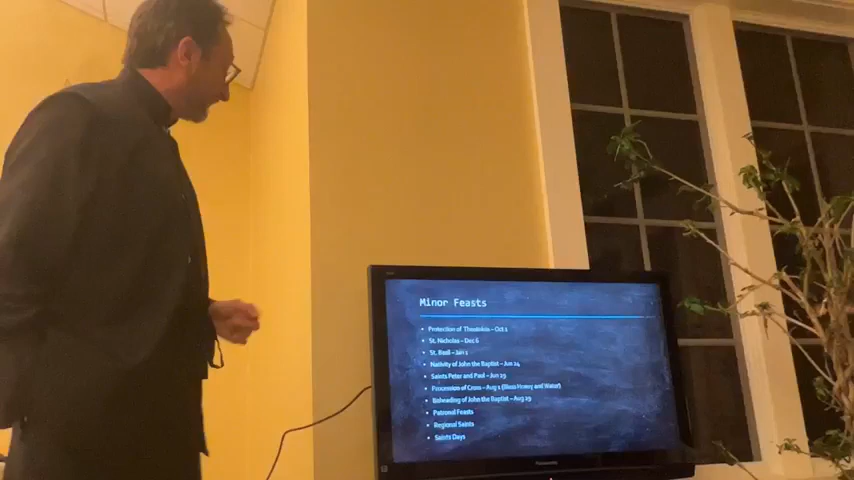 Minor Feasts
• Protection of Theotokos – Oct 1
• St. Nicholas – Dec 6
• St. Basil – Jan 1
• Nativity of John the Baptist – Jun 24
• Saints Peter and Paul – Jun 29
• Procession of Cross – Aug 1 (Bless Honey and Water)
• Beheading of John the Baptist – Aug 29
• Patronal Feasts
• Regional Saints
• Saints Days
Panasonic